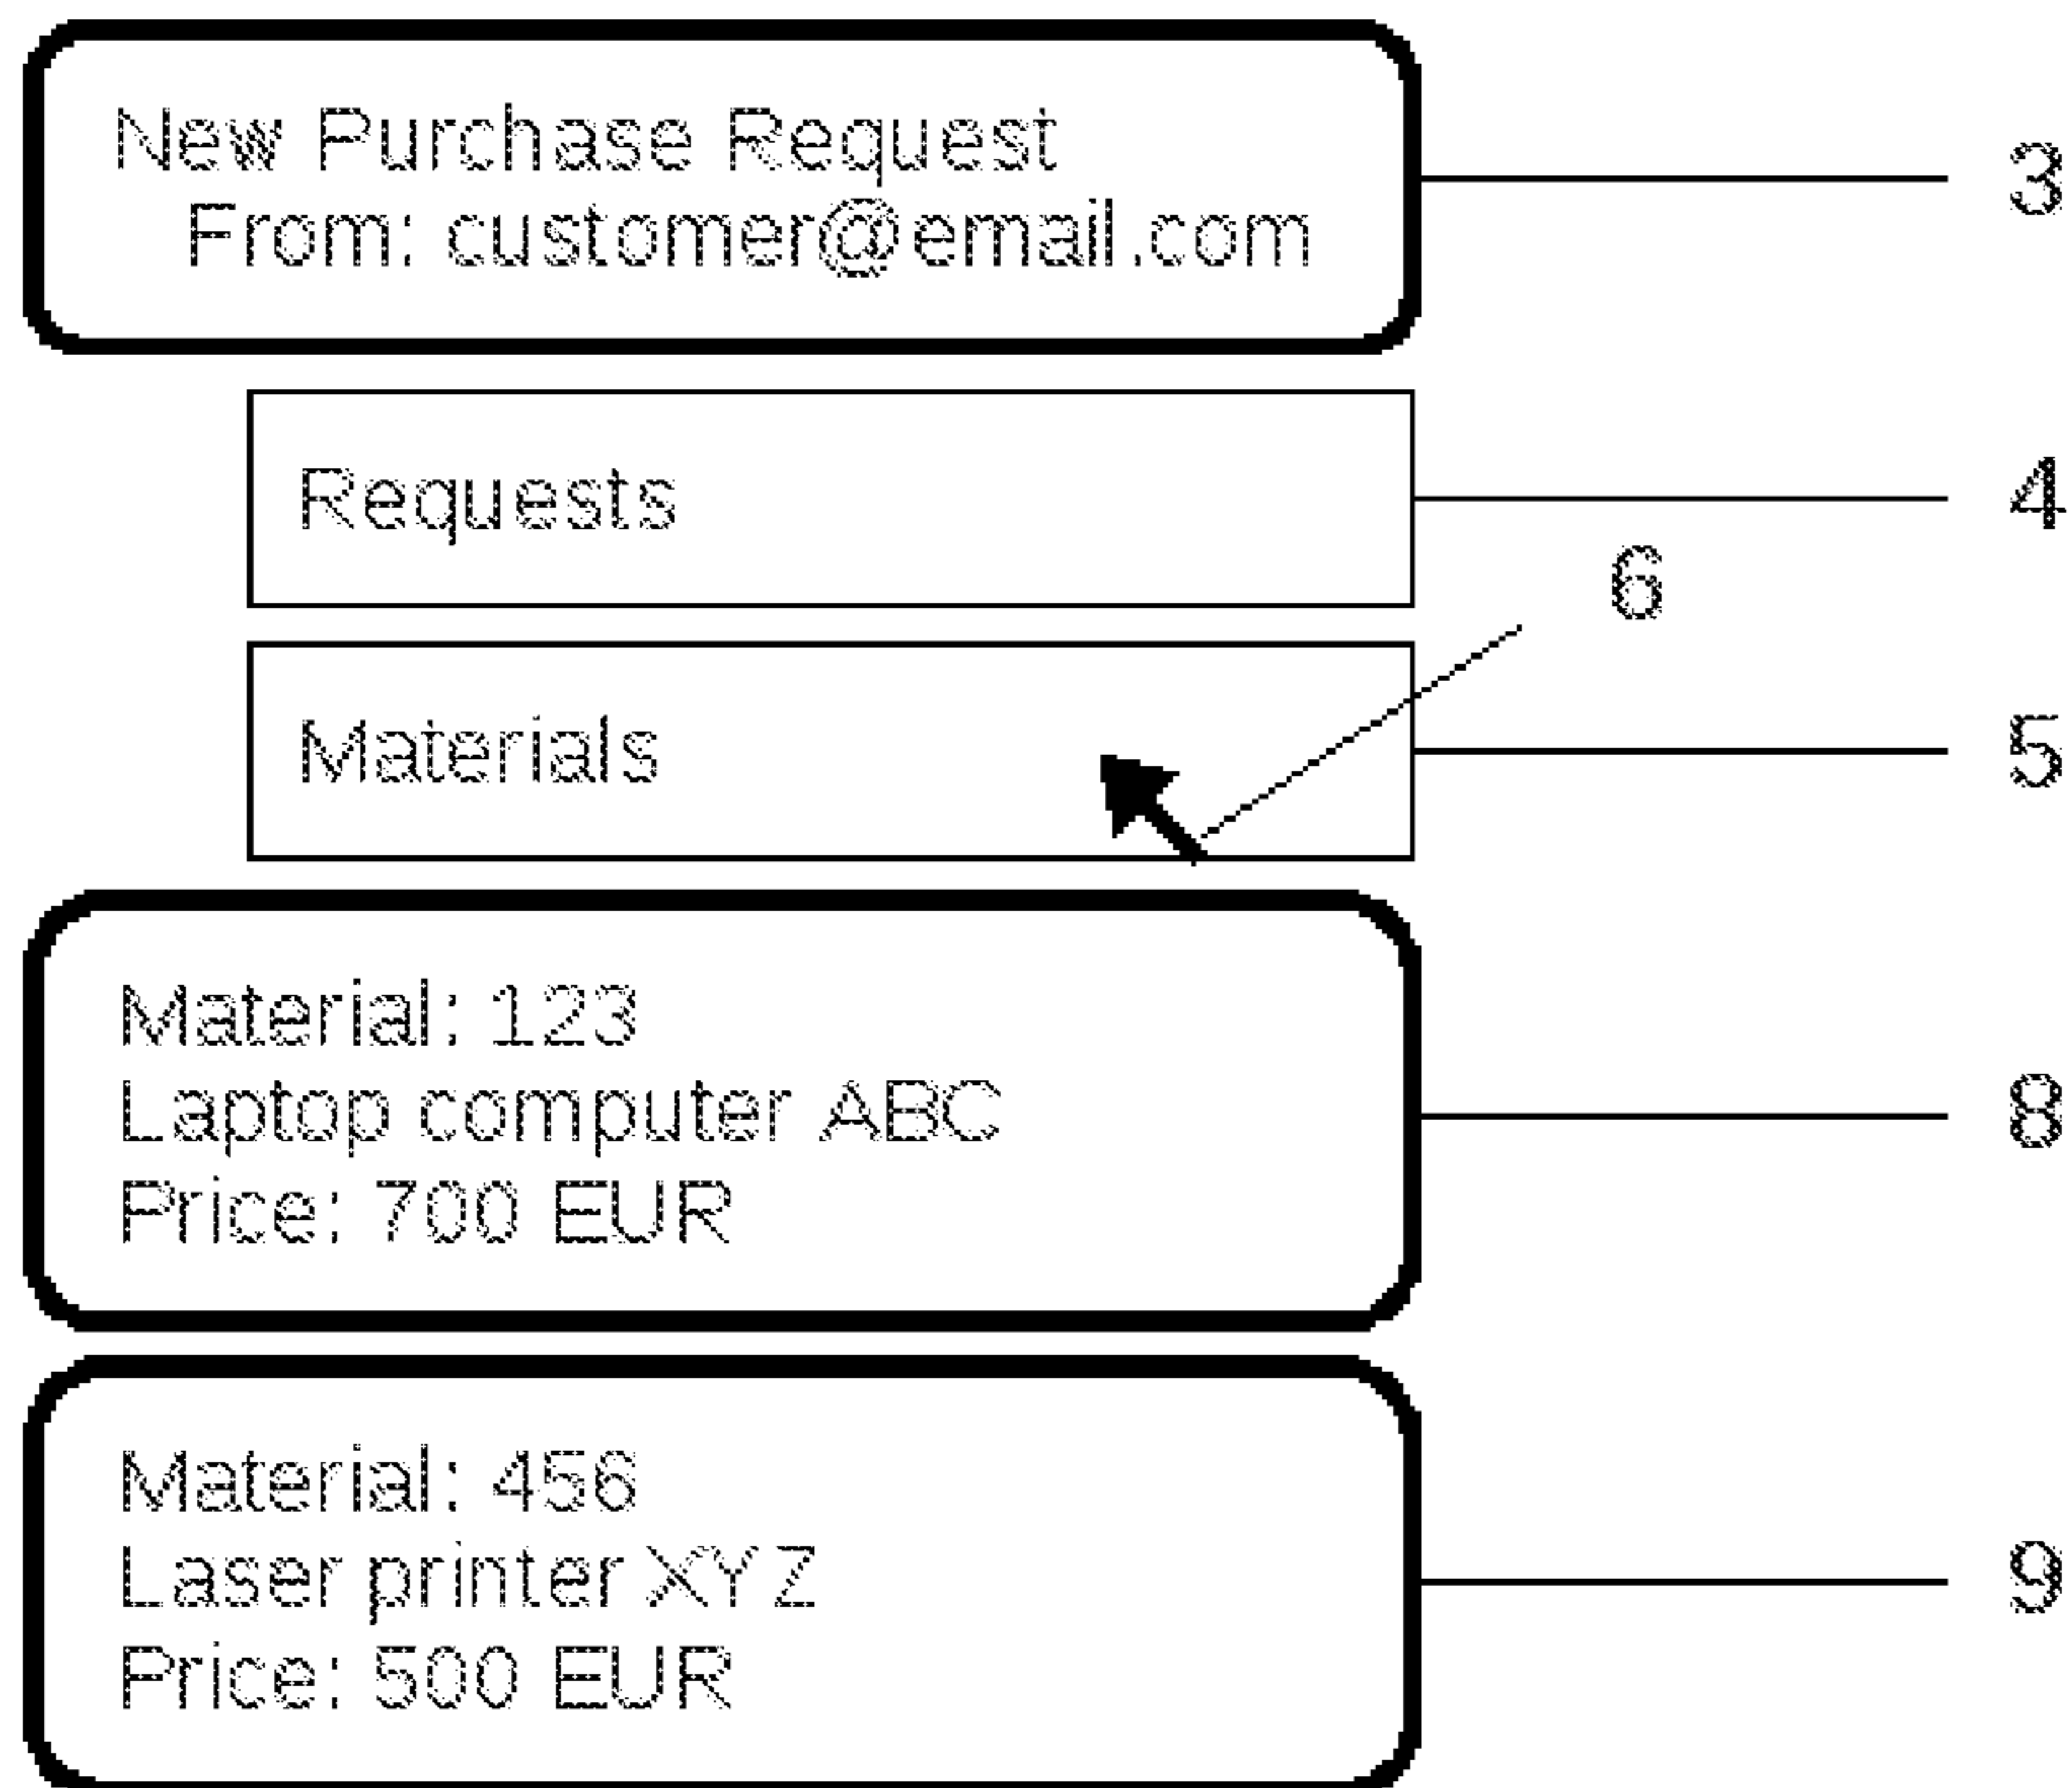 New Purchase Request
From: customer@email.com
3
Requests
4
6
Materials
5
Material: 123
Laptop computer ABC
Price: 700 EUR
8
Material: 456
Laser printer XYZ
Price: 500 EUR
9